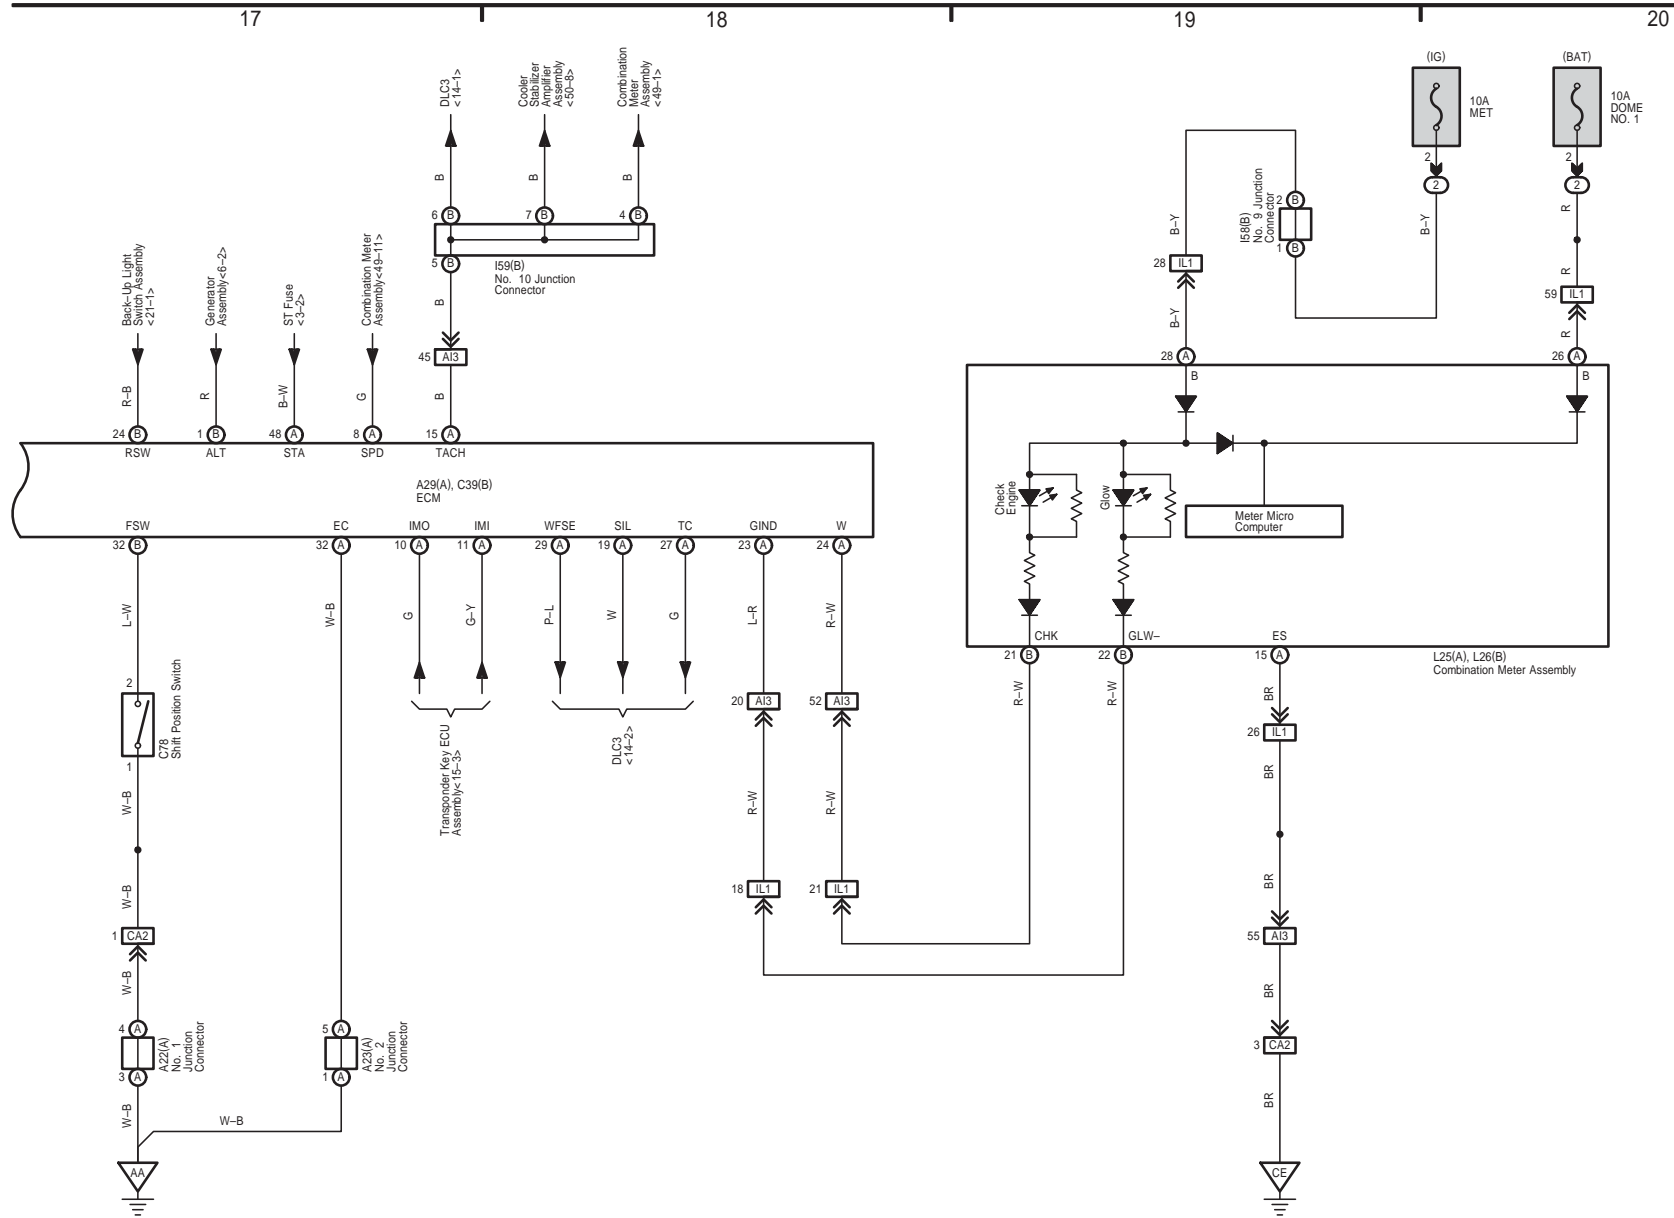 17
18
19
20
DLC3
<14–1>
Cooler
Stabilizer
Amplifier
Assembly
<50–8>
Combination
Meter
Assembly
<49–1>
(IG)
(BAT)
10A
MET
10A
DOME
NO. 1
2
2
2
2
B
B
B
6 B
7 B
4 B
5 B
I59(B)
No. 10 Junction
Connector
B
45 AI3
B
Back–Up Light
Switch Assembly
<21–1>
Generator
Assembly<6–2>
ST Fuse
<3–2>
Combination Meter
Assembly<49–11>
R–B
R
B–W
G
B–Y
28 IL1
B–Y
I58(B)
No. 9 Junction
Connector
2 B
1 B
B–Y
R
R
59 IL1
R
28 A
26 A
B
B
24 B
1 B
48 A
8 A
15 A
RSW
ALT
STA
SPD
TACH
A29(A), C39(B)
ECM
FSW
EC
IMO
IMI
WFSE
SIL
TC
GIND
W
32 B
32 A
10 A
11 A
29 A
19 A
27 A
23 A
24 A
Check
Engine
Glow
Meter Micro
Computer
CHK
GLW–
ES
21 B
22 B
15 A
L25(A), L26(B)
Combination Meter Assembly
L–W
W–B
G
G–Y
P–L
W
G
L–R
R–W
R–W
R–W
BR
2
C78
Shift Position Switch
1
20 AI3
52 AI3
26 IL1
Transponder Key ECU
Assembly<15–3>
DLC3
<14–2>
W–B
R–W
R–W
BR
W–B
18 IL1
21 IL1
BR
1 CA2
55 AI3
W–B
BR
4 A
A22(A)
No. 1
Junction
Connector
3 A
5 A
A23(A)
No. 2
Junction
Connector
1 A
3 CA2
W–B
W–B
BR
AA
CE